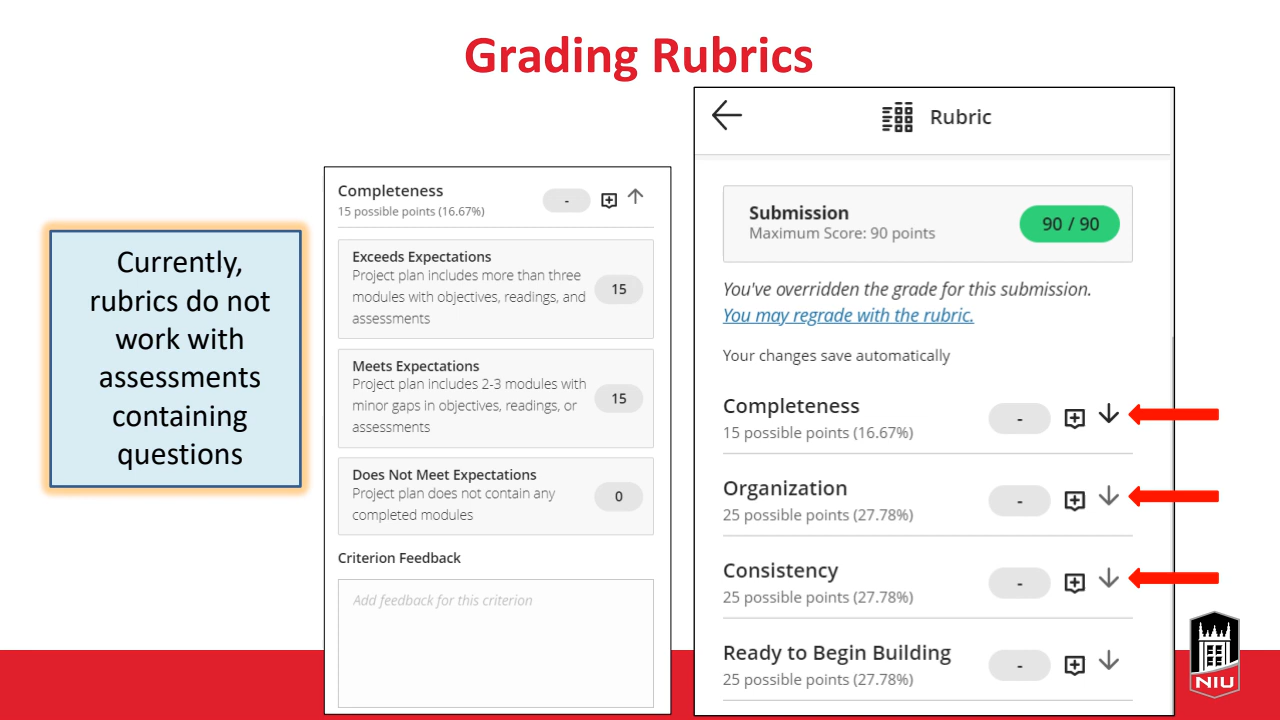 Grading Rubrics
Currently,
rubrics do not
work with
assessments
containing
questions
Completeness
15 possible points (16.67%)
-
Exceeds Expectations
Project plan includes more than three
modules with objectives, readings, and
assessments
15
Meets Expectations
Project plan includes 2-3 modules with
minor gaps in objectives, readings, or
assessments
15
Does Not Meet Expectations
Project plan does not contain any
completed modules
0
Criterion Feedback
Add feedback for this criterion
Rubric
Submission
Maximum Score: 90 points
90 / 90
You've overridden the grade for this submission.
You may regrade with the rubric.
Your changes save automatically
Completeness
15 possible points (16.67%)
-
Organization
25 possible points (27.78%)
-
Consistency
25 possible points (27.78%)
-
Ready to Begin Building
25 possible points (27.78%)
-
NIU